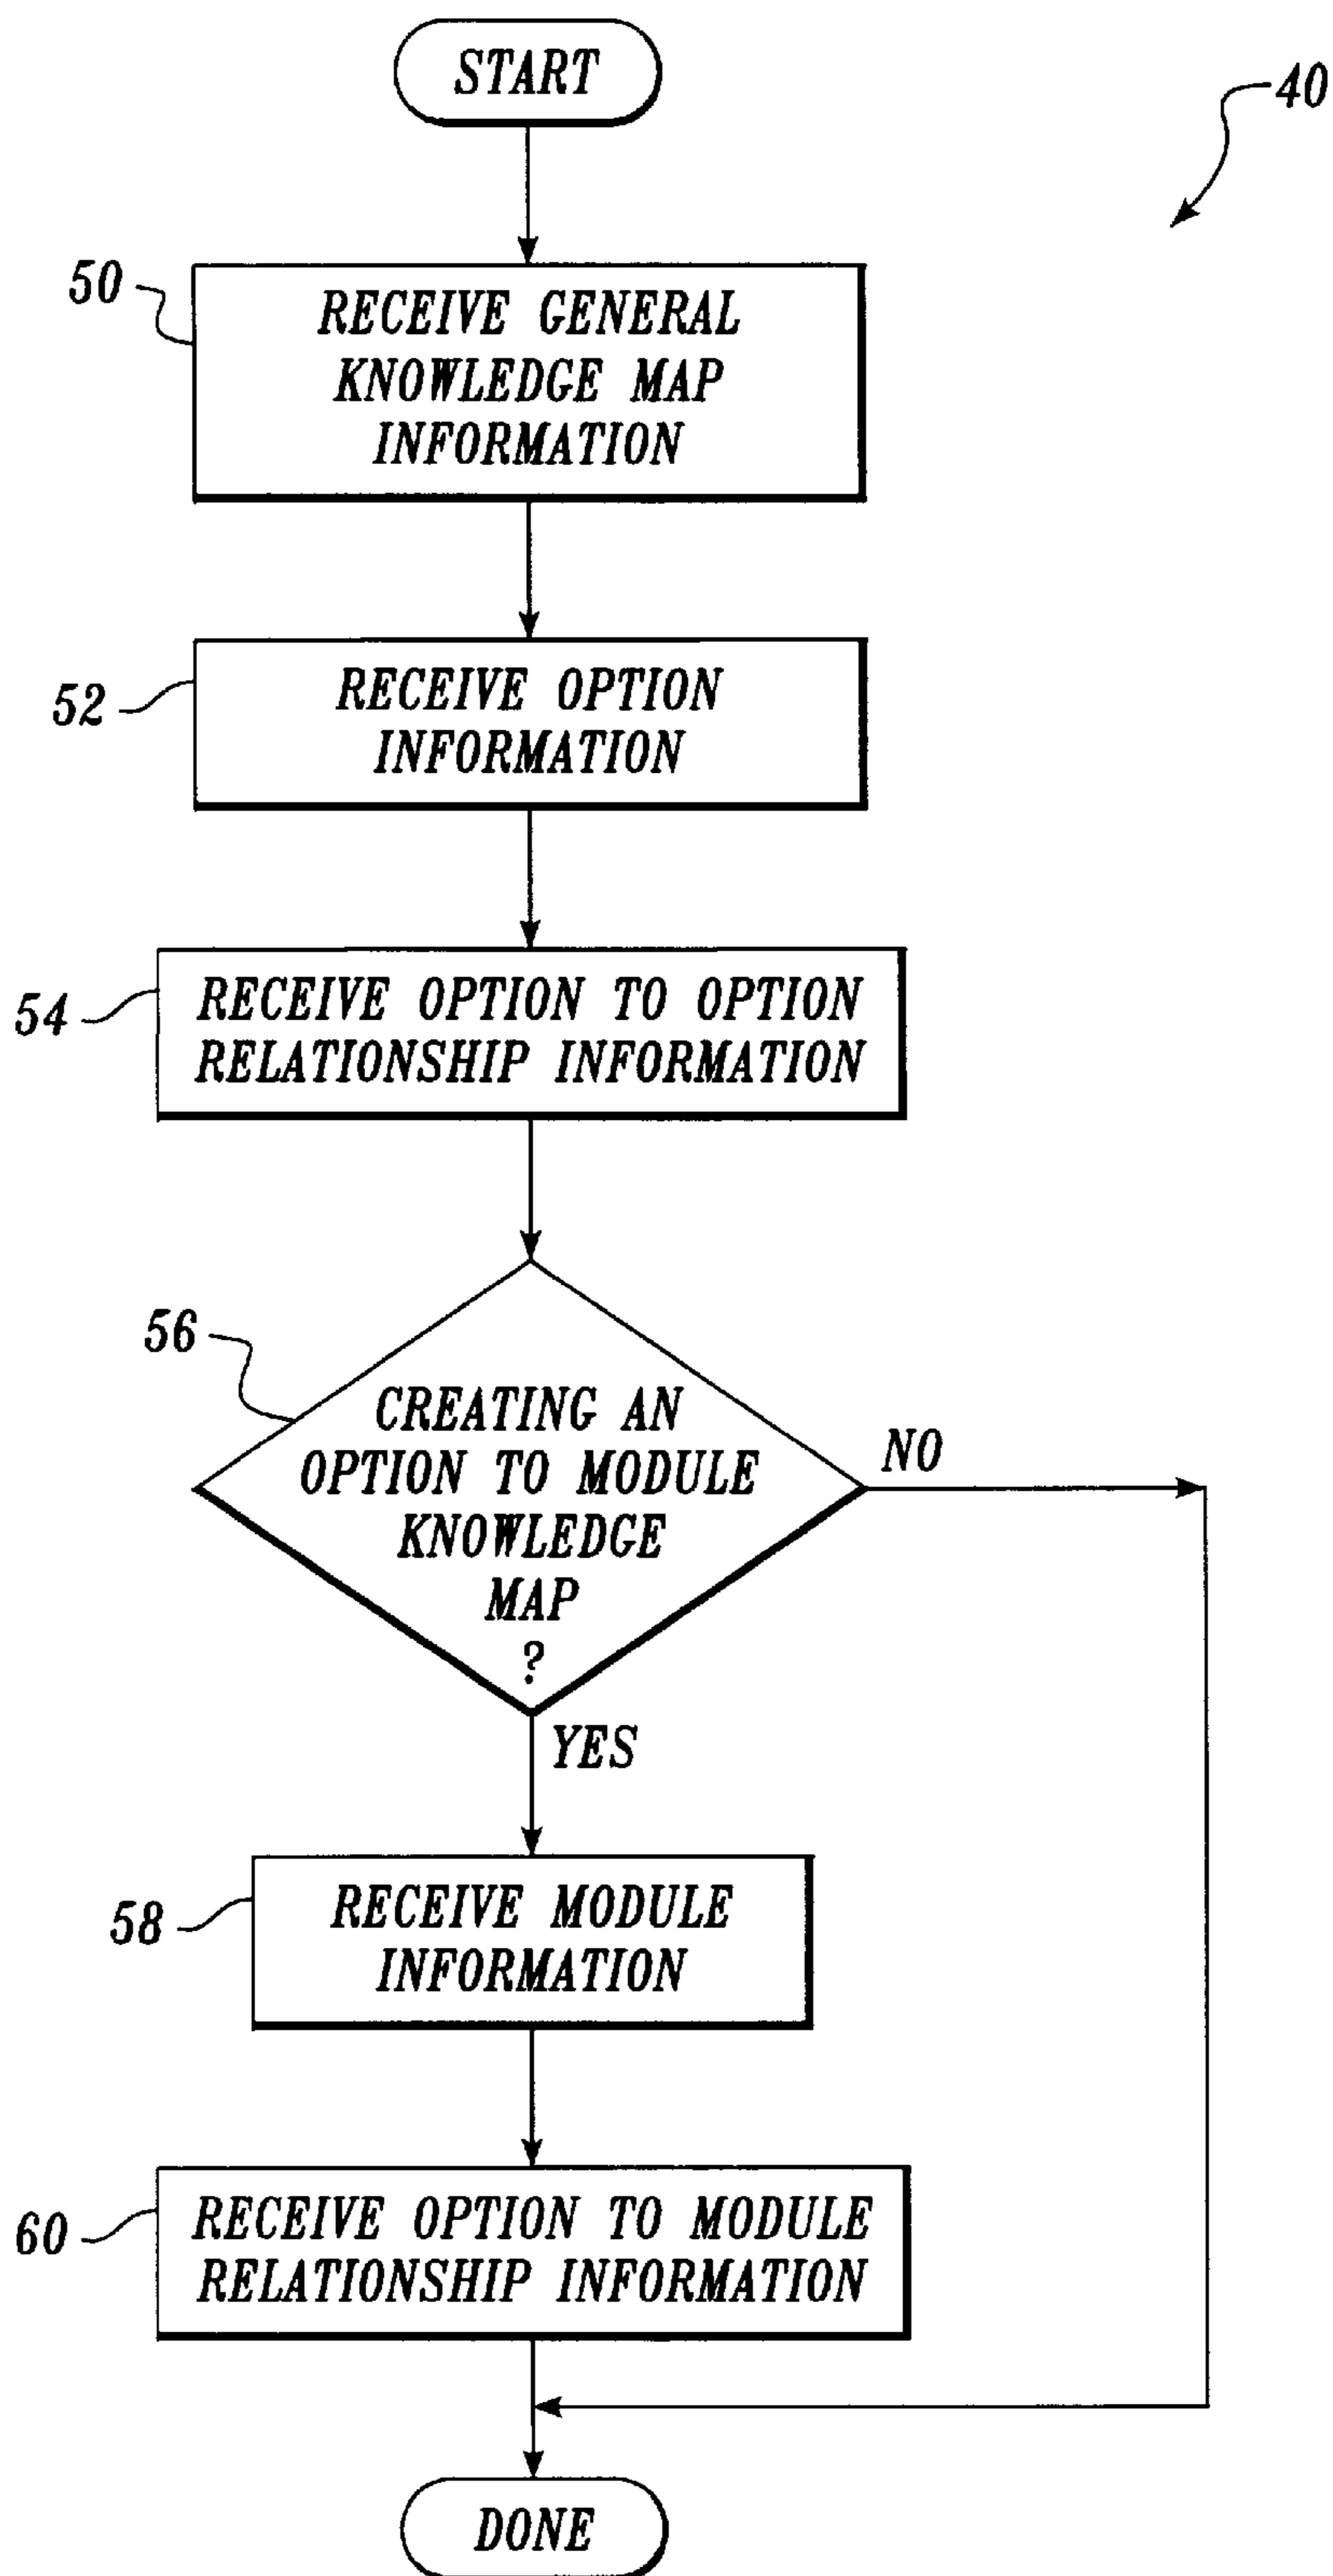 START
40
50
RECEIVE GENERAL
KNOWLEDGE MAP
INFORMATION
52
RECEIVE OPTION
INFORMATION
54
RECEIVE OPTION TO OPTION
RELATIONSHIP INFORMATION
56
CREATING AN
OPTION TO MODULE
KNOWLEDGE
MAP
?
NO
YES
58
RECEIVE MODULE
INFORMATION
60
RECEIVE OPTION TO MODULE
RELATIONSHIP INFORMATION
DONE